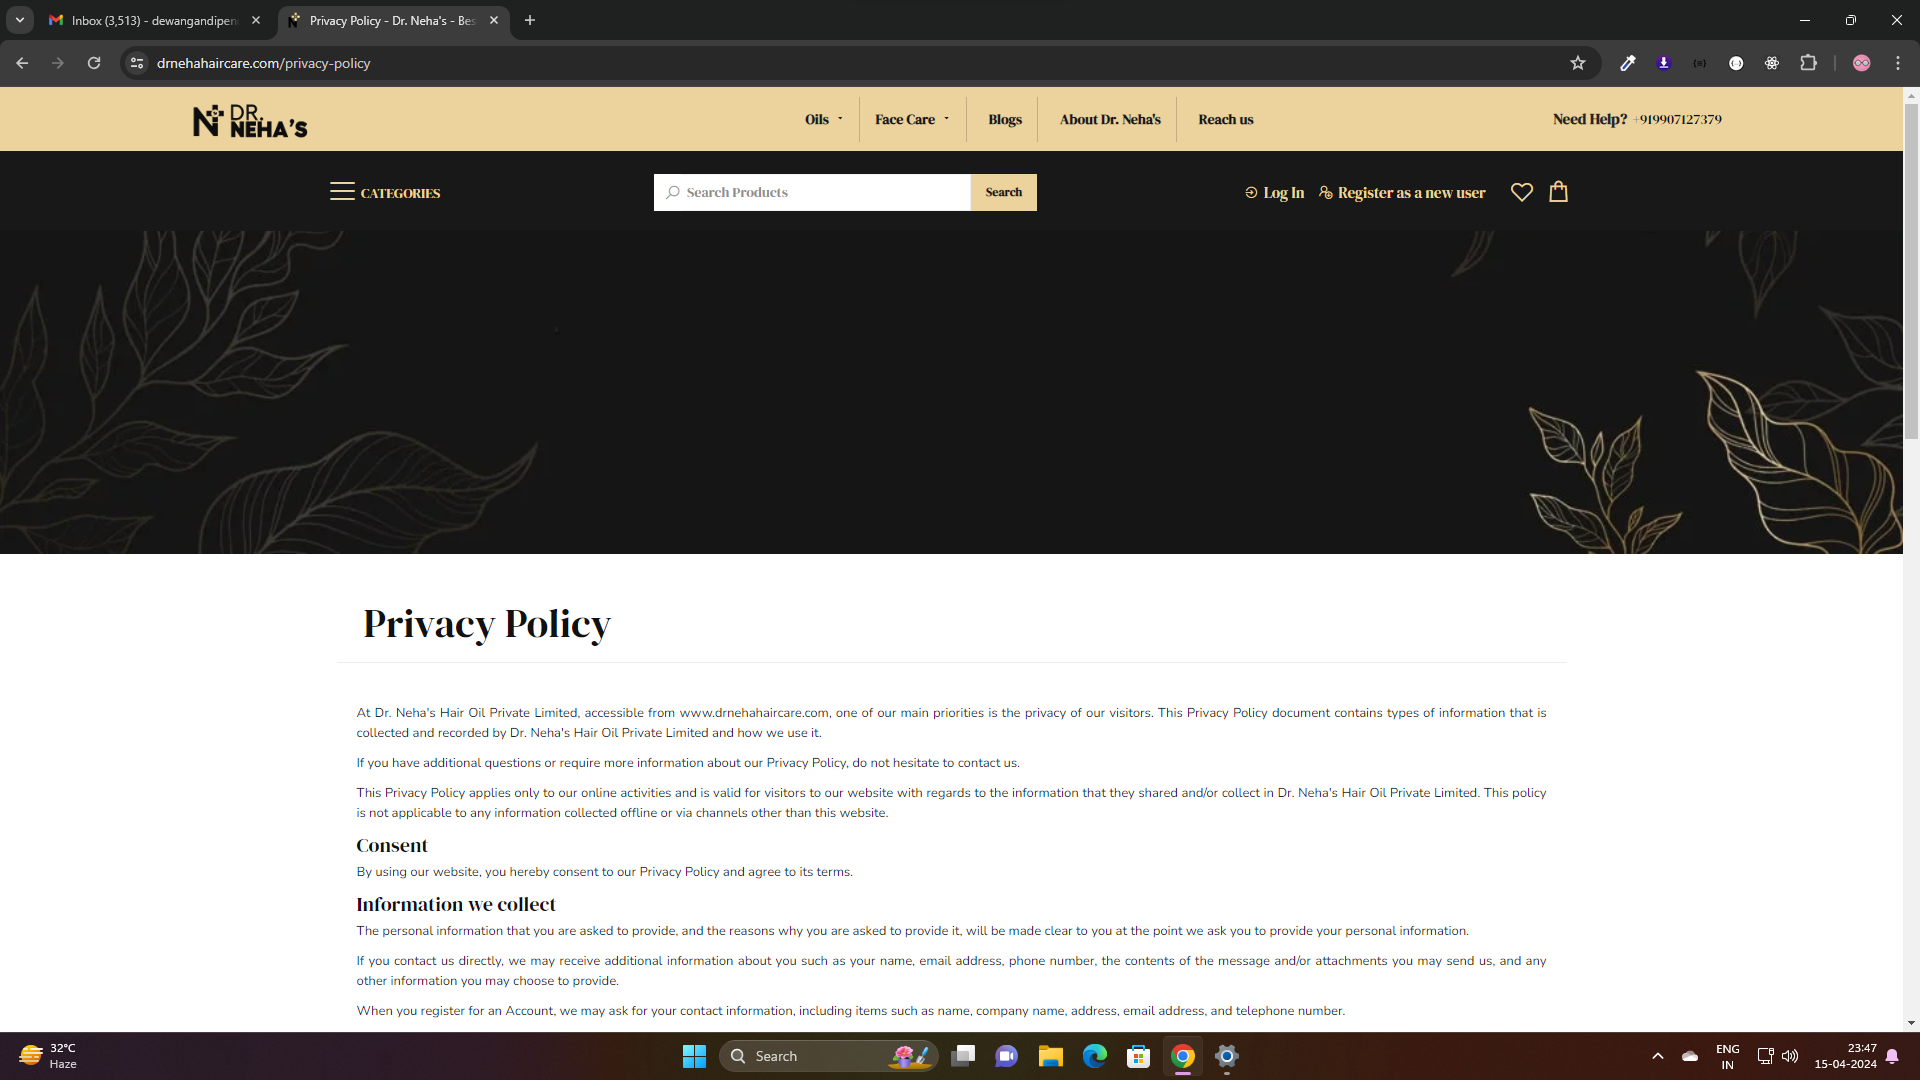 Inbox (3,513) - dewangandipen
Privacy Policy - Dr. Neha's - Bes
drnehahaircare.com/privacy-policy
DR.
NEHA'S
Oils
Face Care
Blogs
About Dr. Neha's
Reach us
Need Help? +919907127379
CATEGORIES
Search Products
Search
Log In
Register as a new user
Privacy Policy
At Dr. Neha's Hair Oil Private Limited, accessible from www.drnehahaircare.com, one of our main priorities is the privacy of our visitors. This Privacy Policy document contains types of information that is
collected and recorded by Dr. Neha's Hair Oil Private Limited and how we use it.
If you have additional questions or require more information about our Privacy Policy, do not hesitate to contact us.
This Privacy Policy applies only to our online activities and is valid for visitors to our website with regards to the information that they shared and/or collect in Dr. Neha's Hair Oil Private Limited. This policy
is not applicable to any information collected offline or via channels other than this website.
Consent
By using our website, you hereby consent to our Privacy Policy and agree to its terms.
Information we collect
The personal information that you are asked to provide, and the reasons why you are asked to provide it, will be made clear to you at the point we ask you to provide your personal information.
If you contact us directly, we may receive additional information about you such as your name, email address, phone number, the contents of the message and/or attachments you may send us, and any
other information you may choose to provide.
When you register for an Account, we may ask for your contact information, including items such as name, company name, address, email address, and telephone number.
32°C
Haze
Search
ENG
IN
23:47
15-04-2024